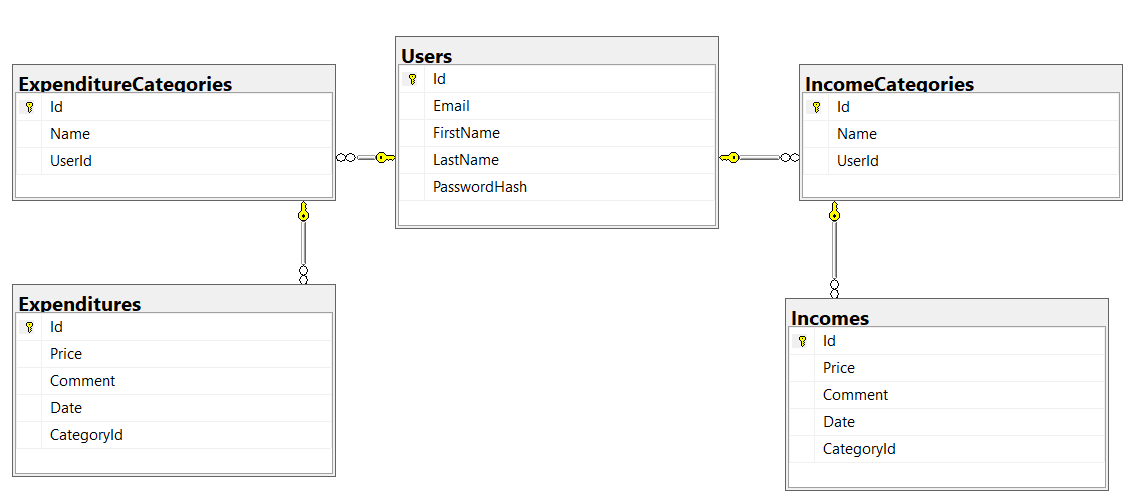 ExpenditureCategories
Id
Name
UserId
Users
Id
Email
FirstName
LastName
PasswordHash
IncomeCategories
Id
Name
UserId
Expenditures
Id
Price
Comment
Date
CategoryId
Incomes
Id
Price
Comment
Date
CategoryId